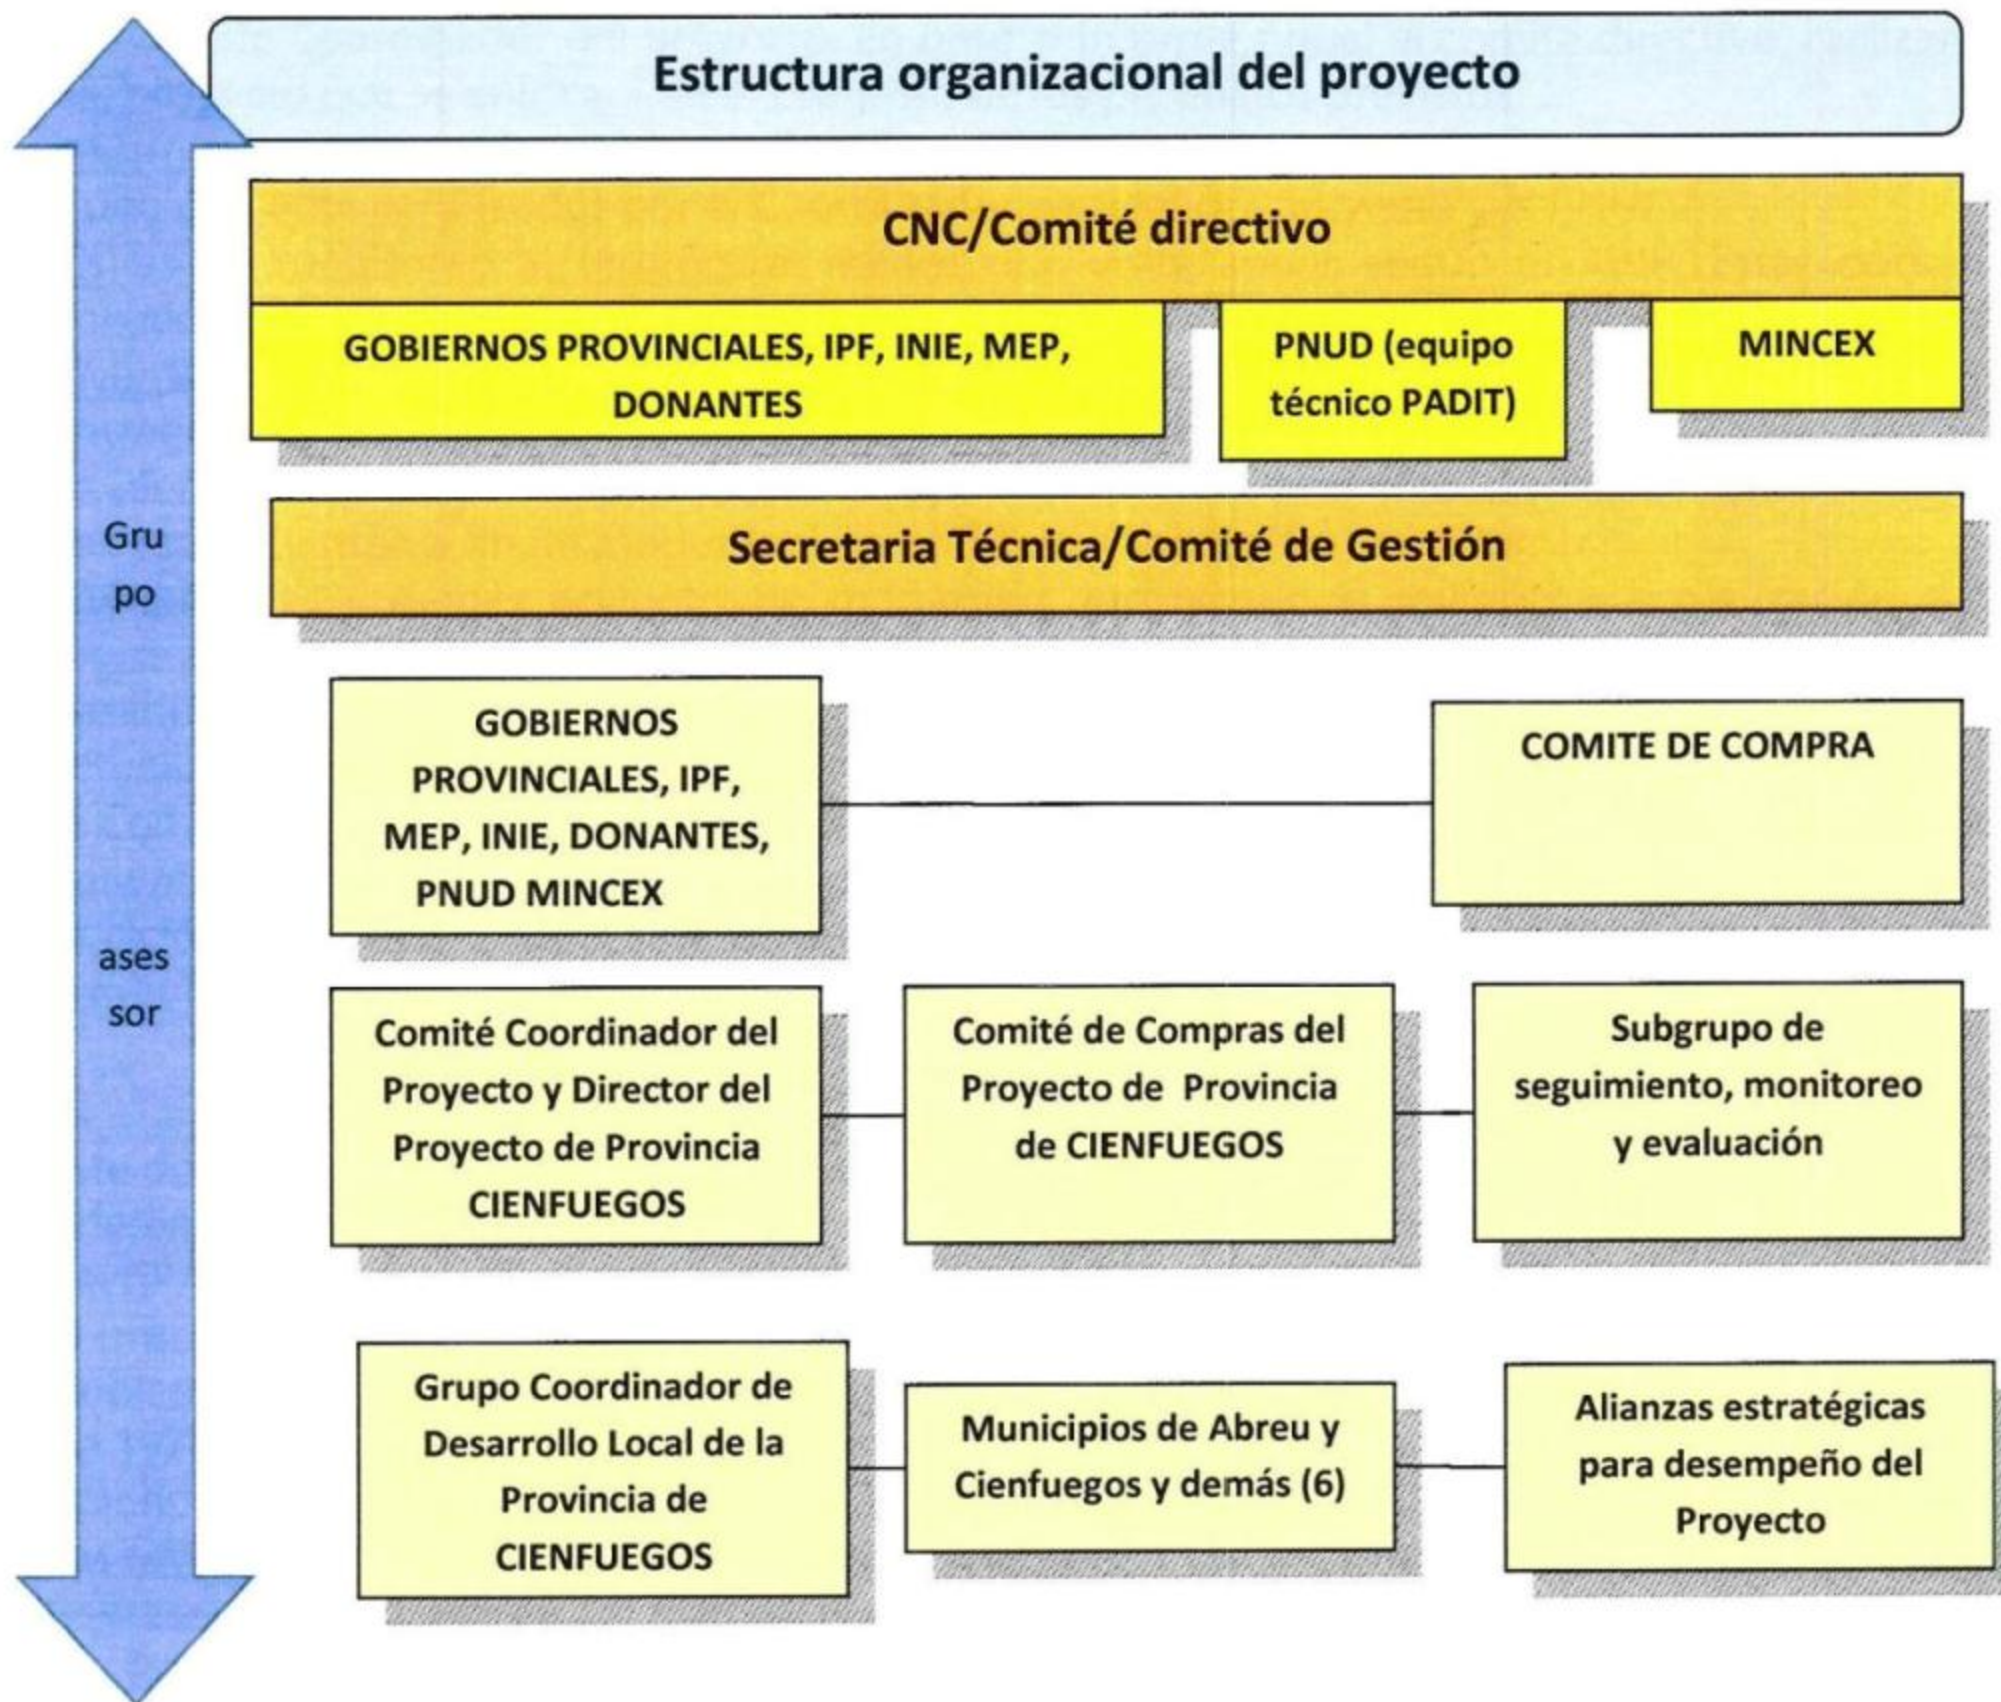 Estructura organizacional del proyecto
CNC/Comité directivo
GOBIERNOS PROVINCIALES, IPF, INIE, MEP,
DONANTES
PNUD (equipo
técnico PADIT)
MINCEX
Secretaria Técnica/Comité de Gestión
Gru
po
ases
sor
GOBIERNOS
PROVINCIALES, IPF,
MEP, INIE, DONANTES,
PNUD MINCEX
COMITE DE COMPRA
Comité Coordinador del
Proyecto y Director del
Proyecto de Provincia
CIENFUEGOS
Comité de Compras del
Proyecto de Provincia
de CIENFUEGOS
Subgrupo de
seguimiento, monitoreo
y evaluación
Grupo Coordinador de
Desarrollo Local de la
Provincia de
CIENFUEGOS
Municipios de Abreu y
Cienfuegos y demás (6)
Alianzas estratégicas
para desempeño del
Proyecto